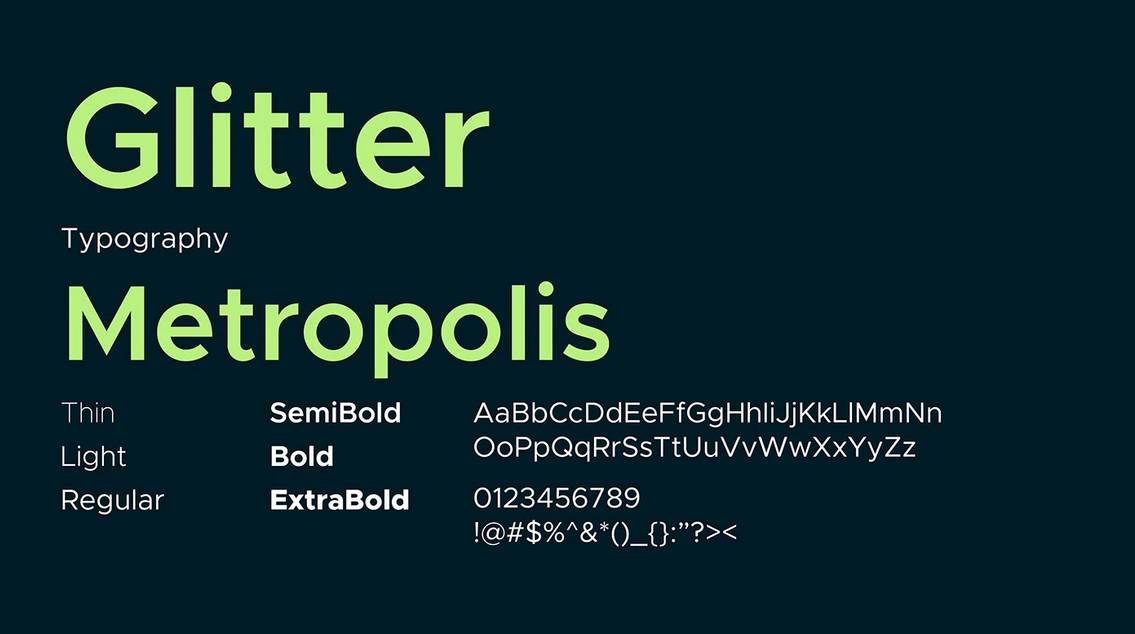 Glitter
Typography
Metropolis
Thin
Light
Regular
SemiBold
Bold
ExtraBold
AaBbCcDdEeFfGgHhIiJjKkLlMmNn
OoPpQqRrSsTtUuVvWwXxYyZz
0123456789
!@#$%^&*()_{}:”?><